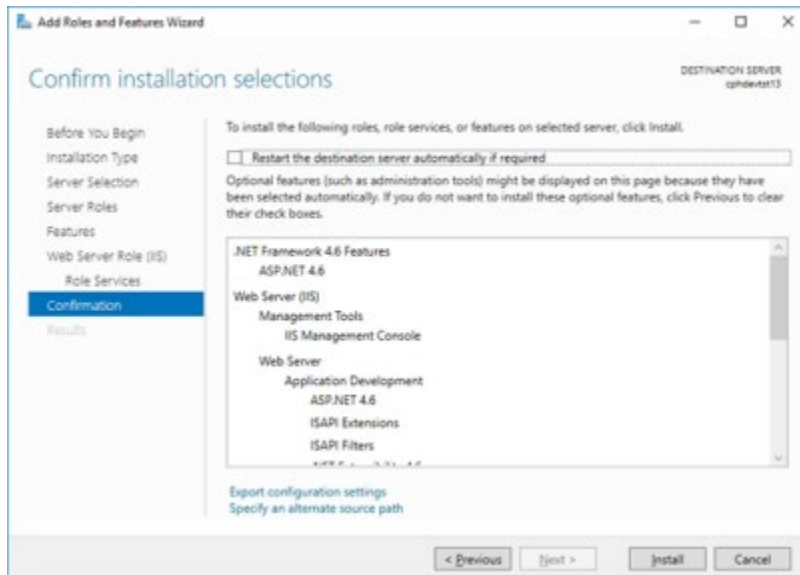 Add Roles and Features Wizard
Confirm installation selections
DESTINATION SERVER
cphdevtst13
Before You Begin
Installation Type
Server Selection
Server Roles
Features
Web Server Role (IIS)
Role Services
Confirmation
Results
To install the following roles, role services, or features on selected server, click Install.
Restart the destination server automatically if required
Optional features (such as administration tools) might be displayed on this page because they have
been selected automatically. If you do not want to install these optional features, click Previous to clear
their check boxes.
.NET Framework 4.6 Features
ASP.NET 4.6
Web Server (IIS)
Management Tools
IIS Management Console
Web Server
Application Development
ASP.NET 4.6
ISAPI Extensions
ISAPI Filters
Export configuration settings
Specify an alternate source path
< Previous
Next >
Install
Cancel